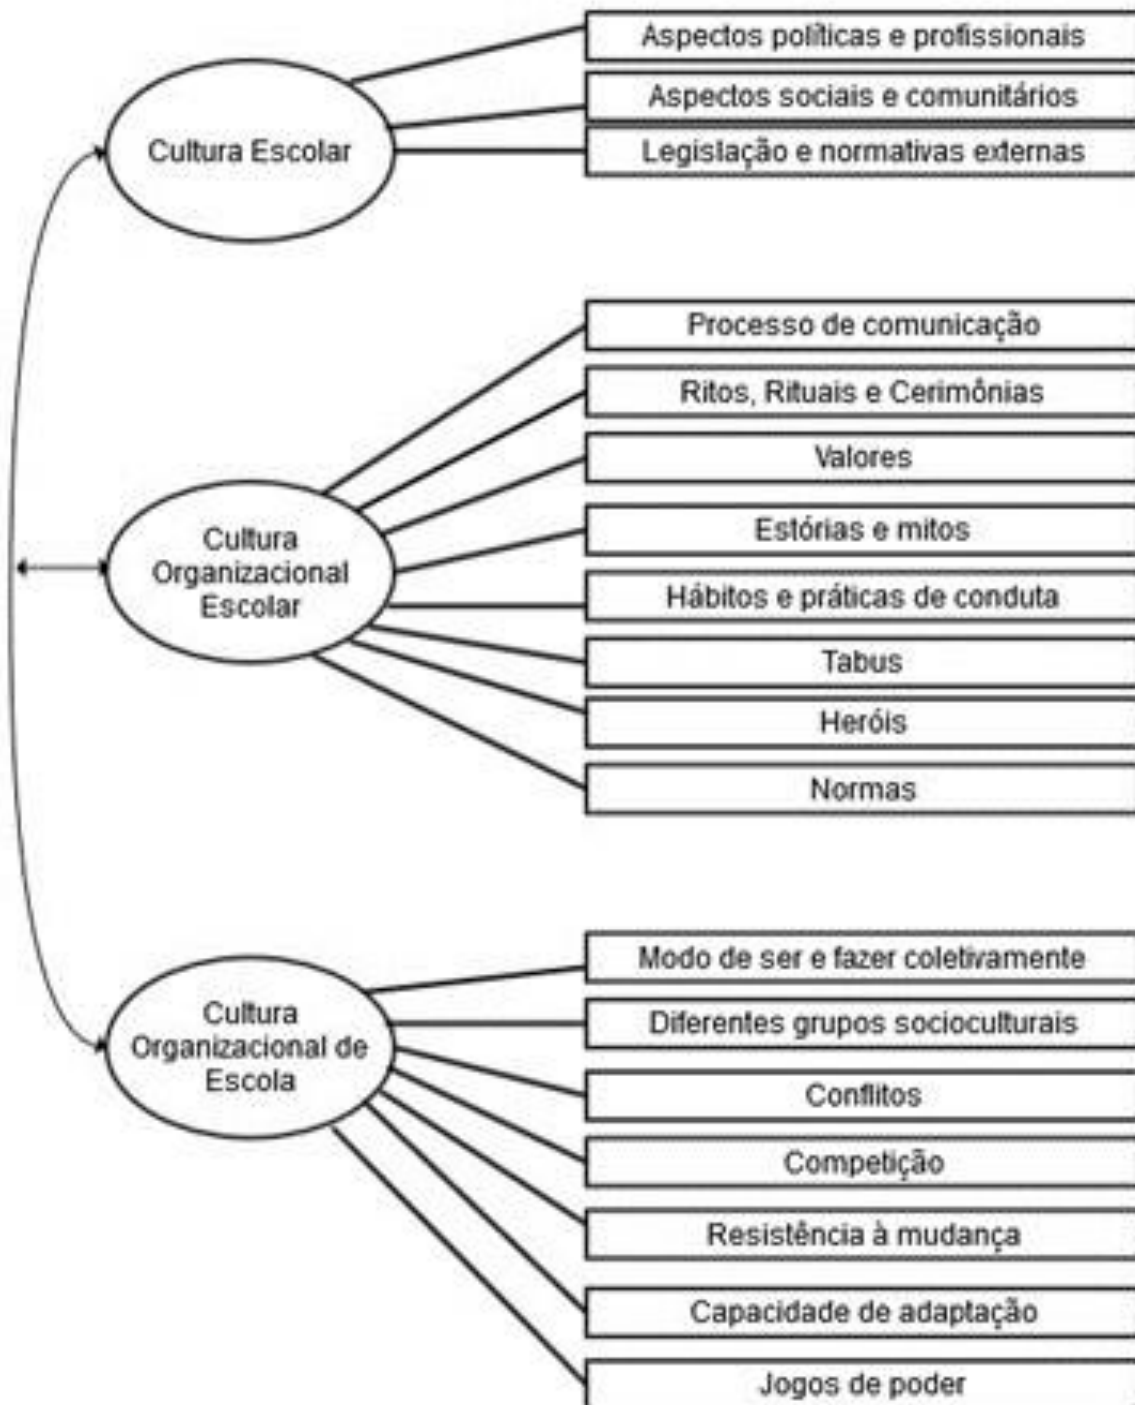 Cultura Escolar
Aspectos políticas e profissionais
Aspectos sociais e comunitários
Legislação e normativas externas
Cultura
Organizacional
Escolar
Processo de comunicação
Ritos, Rituais e Cerimônias
Valores
Estórias e mitos
Hábitos e práticas de conduta
Tabus
Heróis
Normas
Cultura
Organizacional de
Escola
Modo de ser e fazer coletivamente
Diferentes grupos socioculturais
Conflitos
Competição
Resistência à mudança
Capacidade de adaptação
Jogos de poder